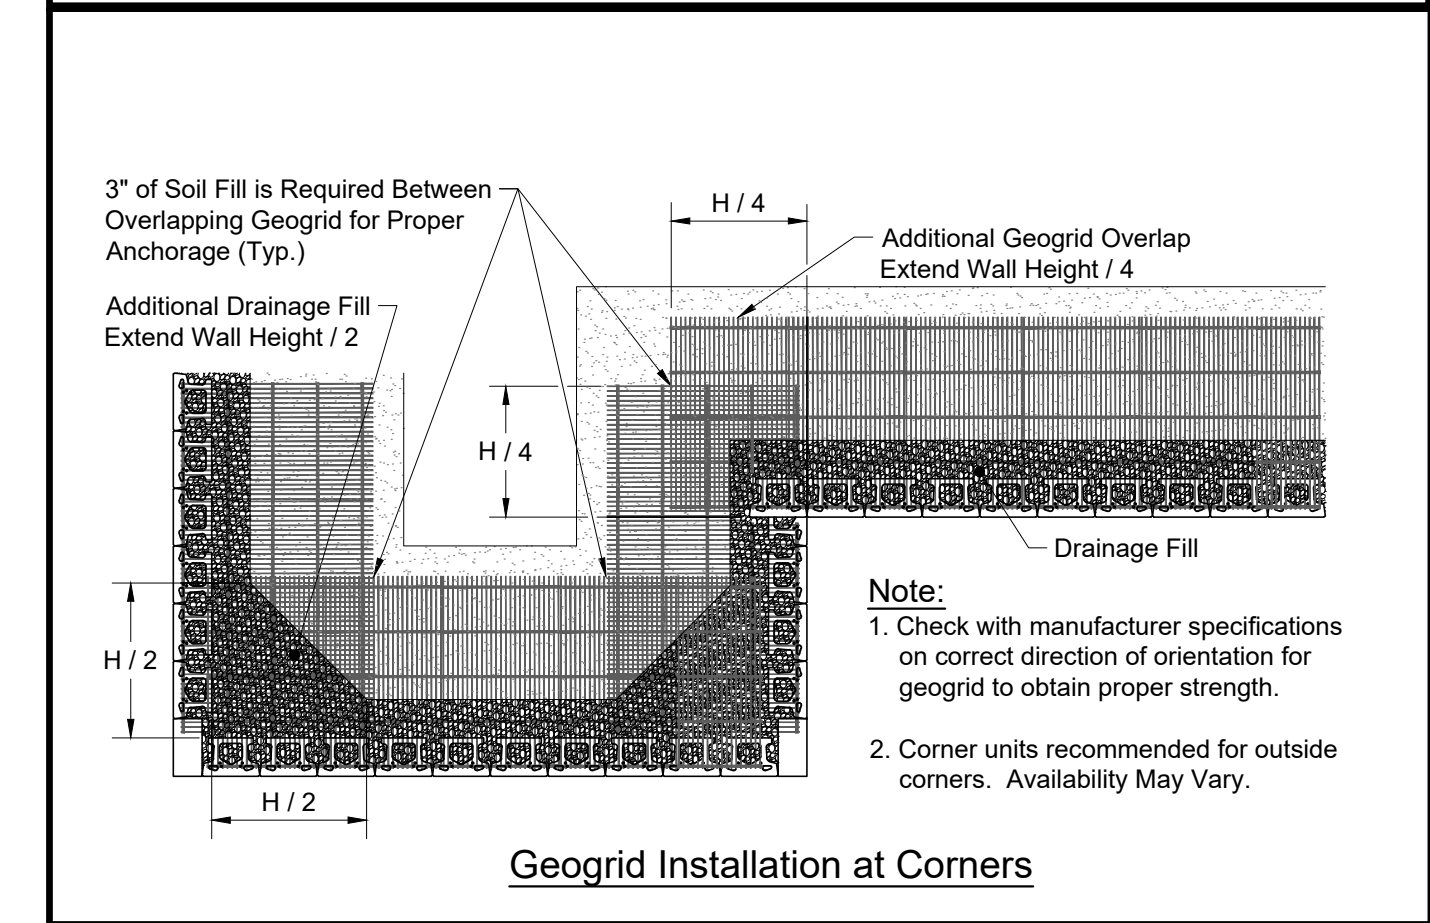 3" of Soil Fill is Required Between
Overlapping Geogrid for Proper
Anchorage (Typ.)
H / 4
Additional Geogrid Overlap
Extend Wall Height / 4
Additional Drainage Fill
Extend Wall Height / 2
H / 4
Drainage Fill
H / 2
H / 2
Note:
1. Check with manufacturer specifications
on correct direction of orientation for
geogrid to obtain proper strength.
2. Corner units recommended for outside
corners. Availability May Vary.
Geogrid Installation at Corners